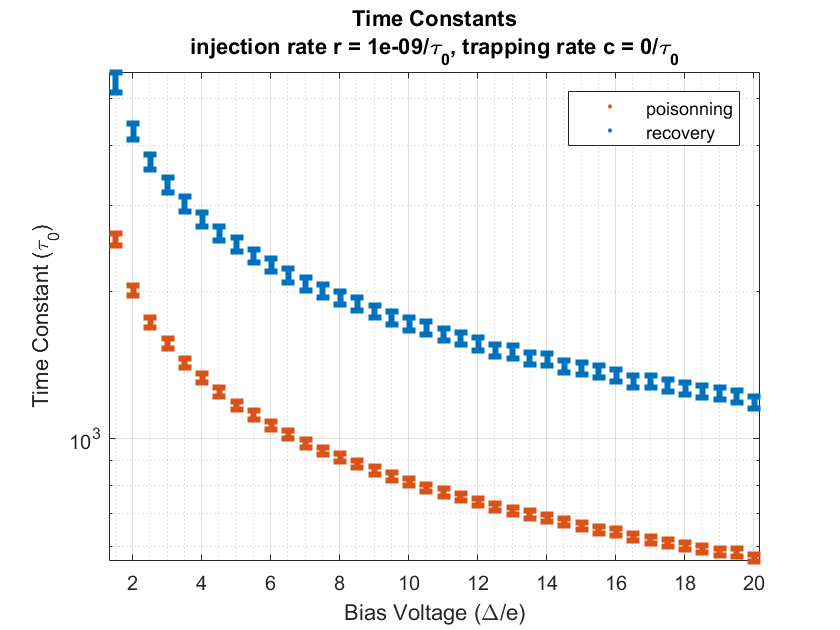 Time Constants
injection rate r = 1e-09/τ₀, trapping rate c = 0/τ₀
poisonning
recovery
Time Constant (τ₀)
10³
2 4 6 8 10 12 14 16 18 20
Bias Voltage (Δ/e)